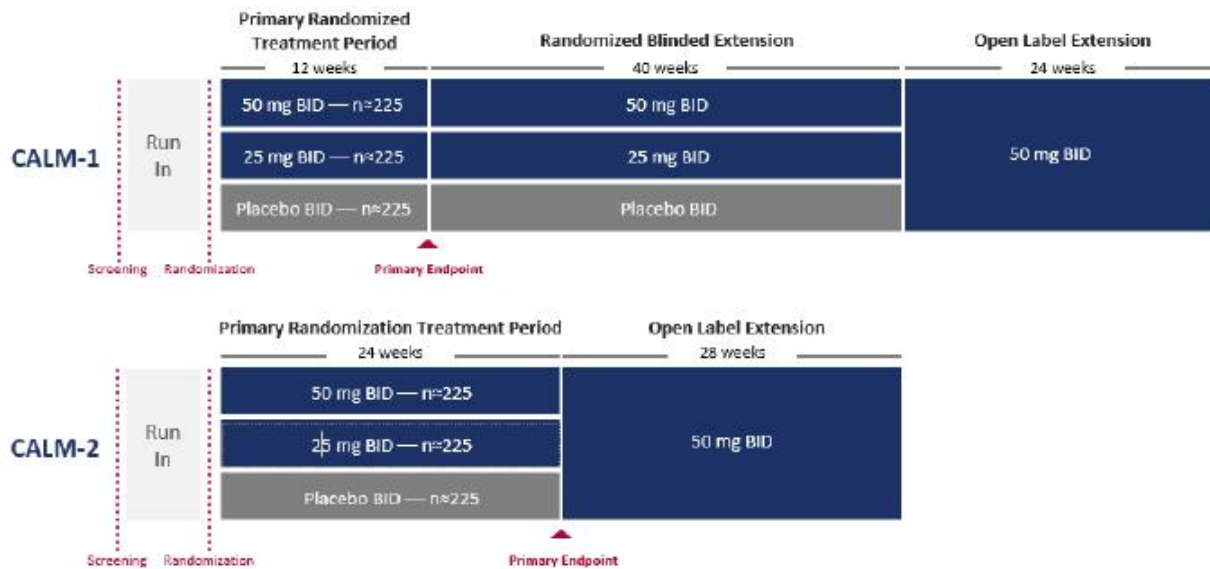 Primary Randomized
Treatment Period
Randomized Blinded Extension
Open Label Extension
12 weeks
40 weeks
24 weeks
CALM-1
Run
In
50 mg BID — n≈225
50 mg BID
25 mg BID — n≈225
25 mg BID
Placebo BID — n≈225
Placebo BID
50 mg BID
Screening
Randomization
Primary Endpoint
Primary Randomization Treatment Period
Open Label Extension
24 weeks
28 weeks
CALM-2
Run
In
50 mg BID — n≈225
25 mg BID — n≈225
Placebo BID — n≈225
50 mg BID
Screening
Randomization
Primary Endpoint